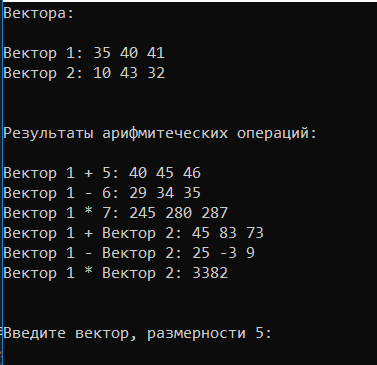 Вектора:
Вектор 1: 35 40 41
Вектор 2: 10 43 32
Результаты арифмитеческих операций:
Вектор 1 + 5: 40 45 46
Вектор 1 - 6: 29 34 35
Вектор 1 * 7: 245 280 287
Вектор 1 + Вектор 2: 45 83 73
Вектор 1 - Вектор 2: 25 -3 9
Вектор 1 * Вектор 2: 3382
Введите вектор, размерности 5: